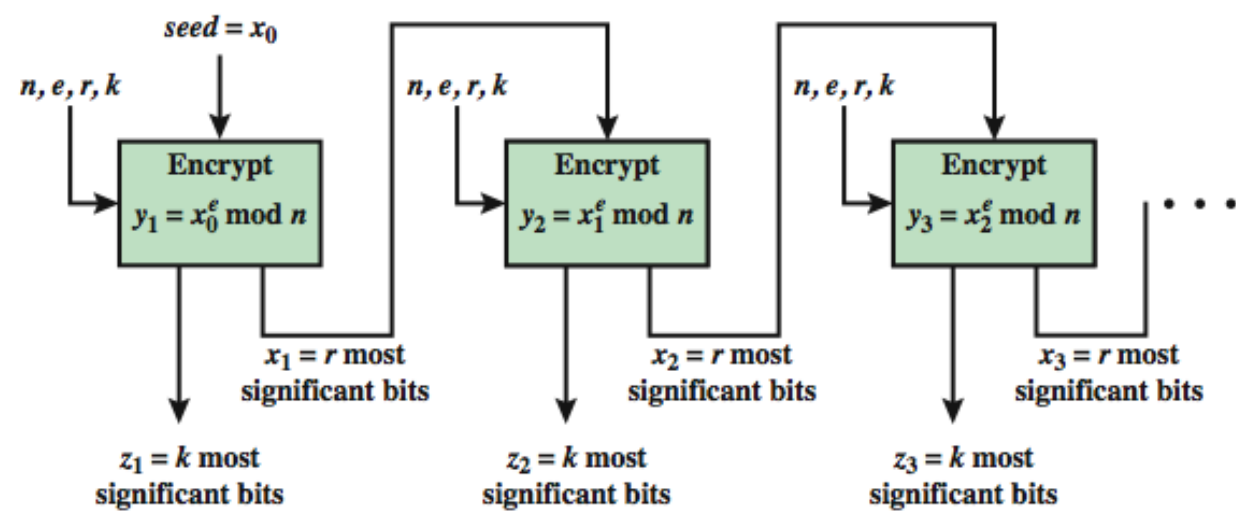 seed = x₀
n, e, r, k
Encrypt
y₁ = x₀ᵉ mod n
x₁ = r most
significant bits
z₁ = k most
significant bits
n, e, r, k
Encrypt
y₂ = x₁ᵉ mod n
x₂ = r most
significant bits
z₂ = k most
significant bits
n, e, r, k
Encrypt
y₃ = x₂ᵉ mod n
x₃ = r most
significant bits
z₃ = k most
significant bits
• • •